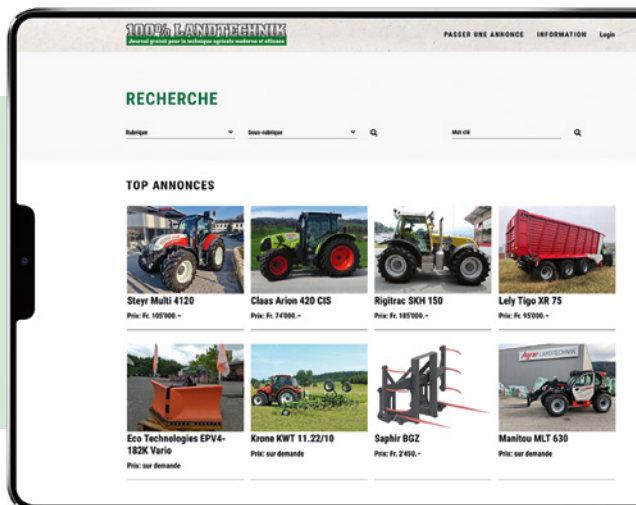 100% LANDTECHNIK
Journal gratuit pour la technique agricole moderne et efficace
PASSER UNE ANNONCE INFORMATION Login
RECHERCHE
Rubrique Sous-rubrique Mot clé
TOP ANNONCES
Steyr Multi 4120 Claas Arion 420 CIS Rigitrac SKH 150 Lely Tigo XR 75
Prix: Fr. 105'000.– Prix: Fr. 74'000.– Prix: Fr. 185'000.– Prix: Fr. 95'000.–
Agrar LANDTECHNIK
Eco Technologies EPV4- Krone KWT 11.22/10 Saphir BGZ Manitou MLT 630
182K Vario Prix: sur demande Prix: Fr. 2'450.– Prix: sur demande
Prix: sur demande